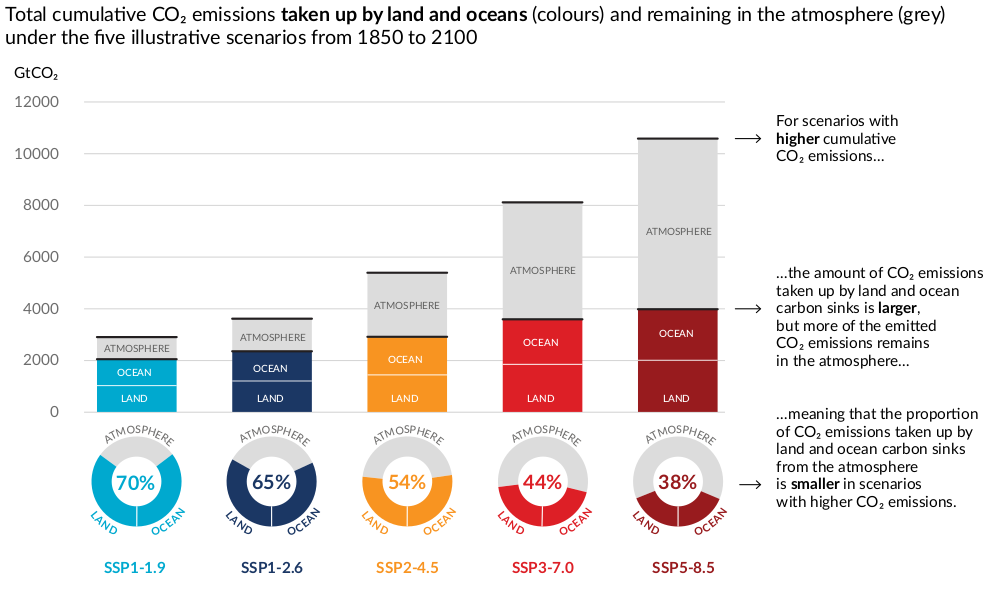 Total cumulative CO₂ emissions taken up by land and oceans (colours) and remaining in the atmosphere (grey)
under the five illustrative scenarios from 1850 to 2100
GtCO₂
12000
10000
8000
6000
4000
2000
0
ATMOSPHERE
OCEAN
LAND
ATMOSPHERE
OCEAN
LAND
ATMOSPHERE
OCEAN
LAND
ATMOSPHERE
OCEAN
LAND
ATMOSPHERE
OCEAN
LAND
For scenarios with
higher cumulative
CO₂ emissions...
...the amount of CO₂ emissions
taken up by land and ocean
carbon sinks is larger,
but more of the emitted
CO₂ emissions remains
in the atmosphere...
...meaning that the proportion
of CO₂ emissions taken up by
land and ocean carbon sinks
from the atmosphere
is smaller in scenarios
with higher CO₂ emissions.
ATMOSPHERE
70%
LAND
OCEAN
SSP1-1.9
ATMOSPHERE
65%
LAND
OCEAN
SSP1-2.6
ATMOSPHERE
54%
LAND
OCEAN
SSP2-4.5
ATMOSPHERE
44%
LAND
OCEAN
SSP3-7.0
ATMOSPHERE
38%
LAND
OCEAN
SSP5-8.5